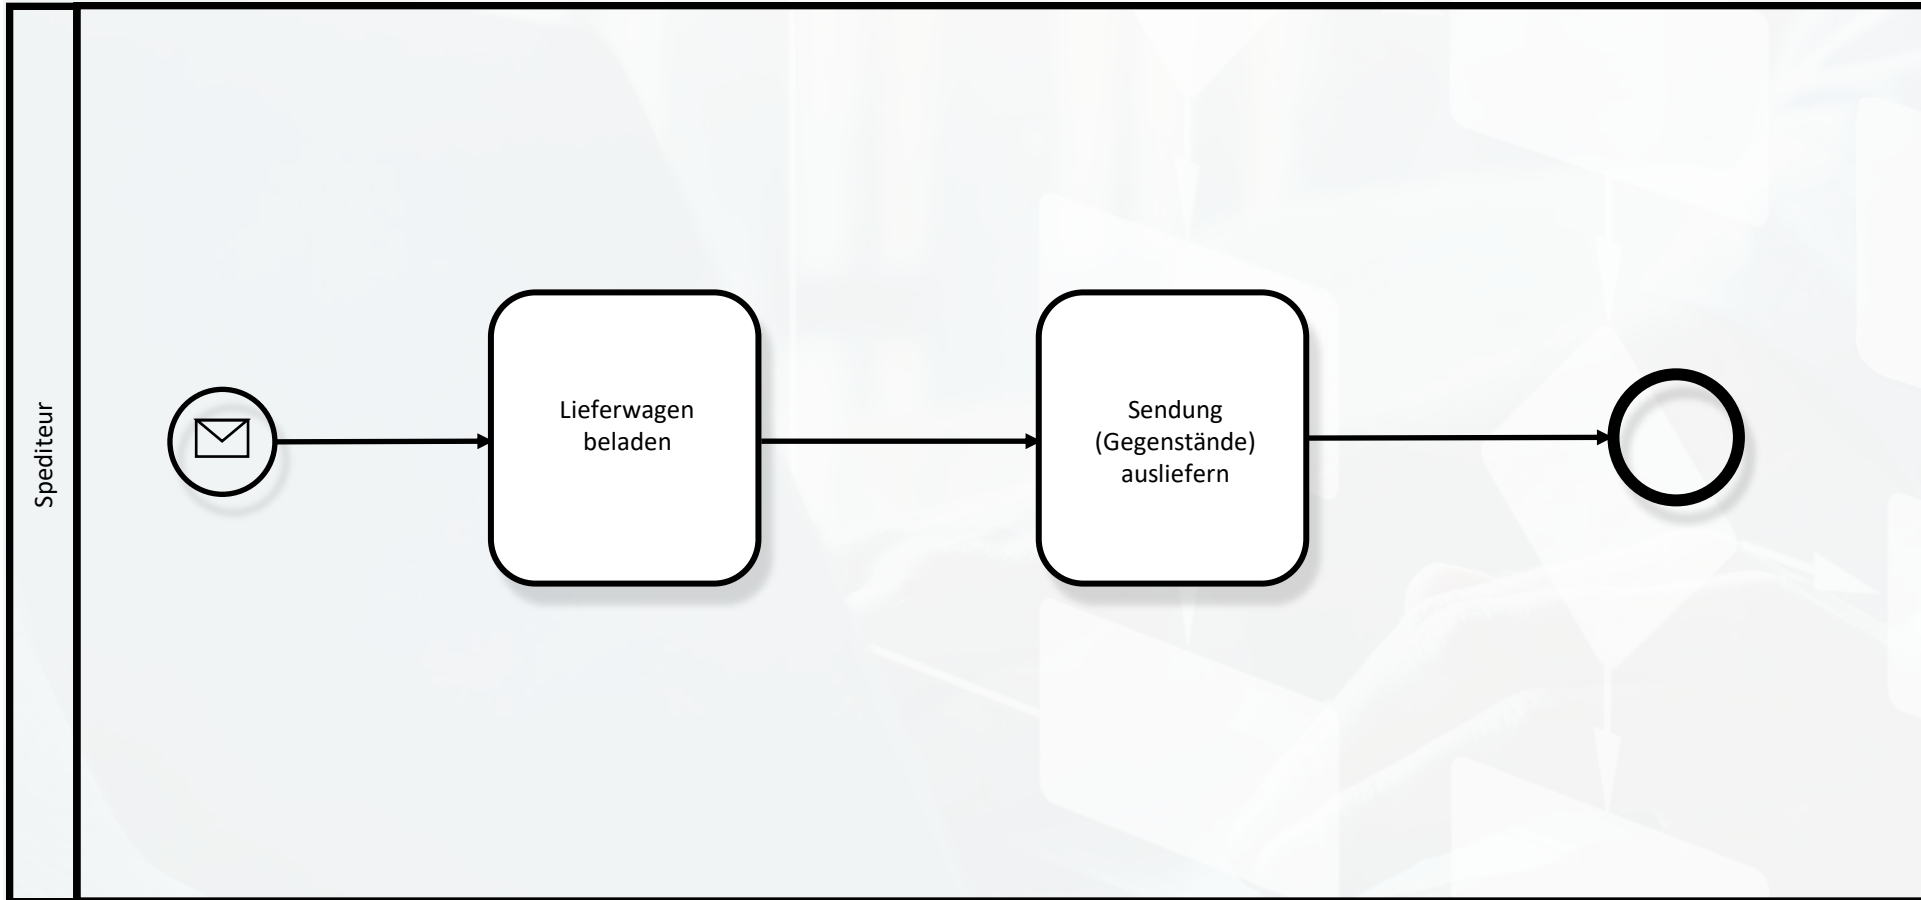 Spediteur
Lieferwagen
beladen
Sendung
(Gegenstände)
ausliefern